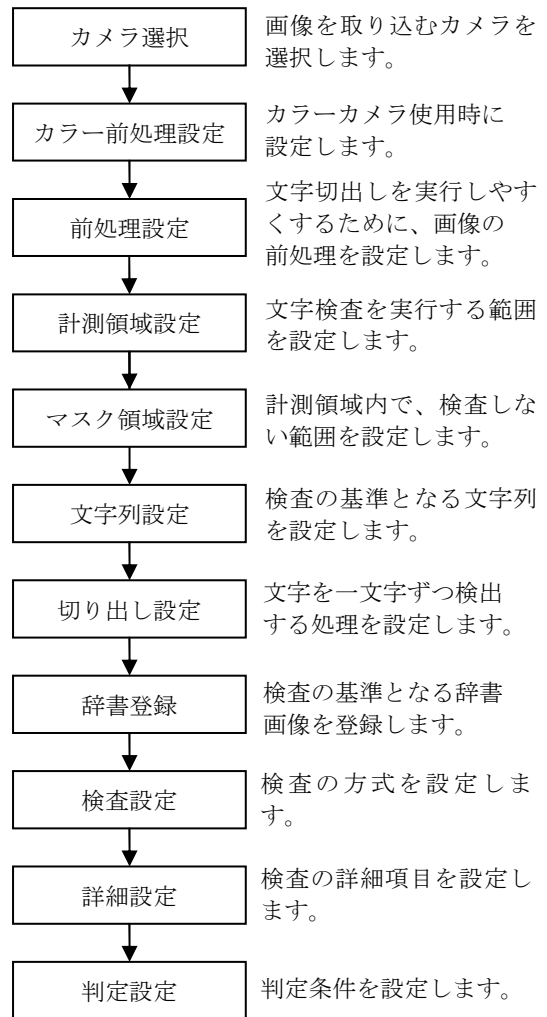 カメラ選択
画像を取り込むカメラを
選択します。
カラー前処理設定
カラーカメラ使用時に
設定します。
前処理設定
文字切出しを実行しやす
くするために、画像の
前処理を設定します。
計測領域設定
文字検査を実行する範囲
を設定します。
マスク領域設定
計測領域内で、検査しな
い範囲を設定します。
文字列設定
検査の基準となる文字列
を設定します。
切り出し設定
文字を一文字ずつ検出
する処理を設定します。
辞書登録
検査の基準となる辞書
画像を登録します。
検査設定
検査の方式を設定しま
す。
詳細設定
検査の詳細項目を設定し
ます。
判定設定
判定条件を設定します。